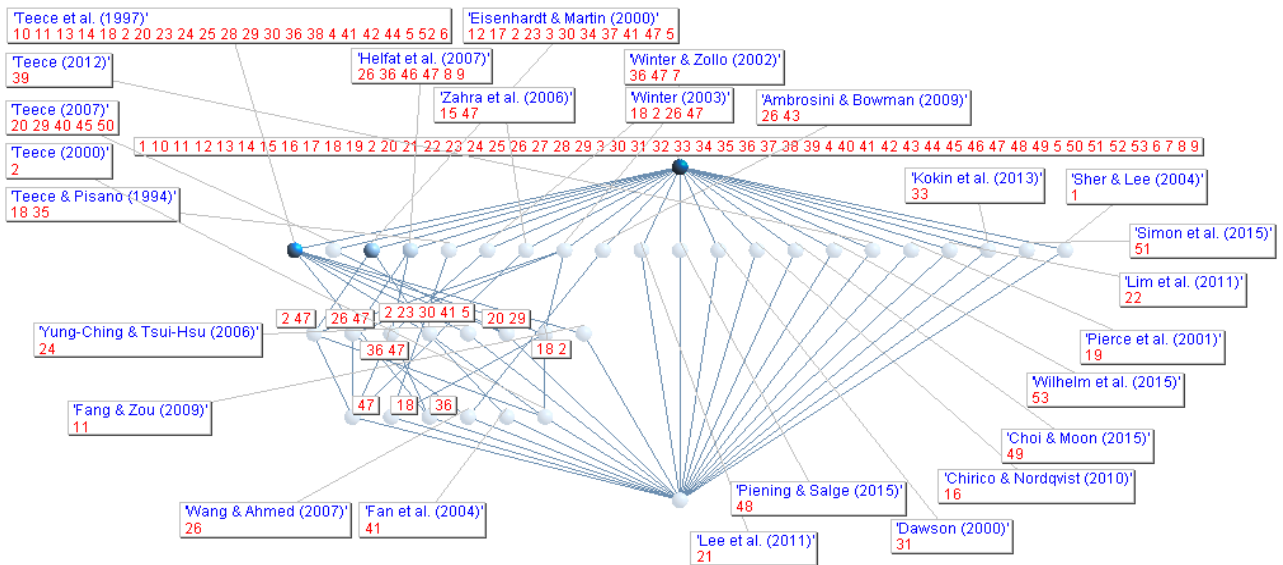 'Teece et al. (1997)'
10 11 13 14 18 2 20 23 24 25 28 29 30 36 38 4 41 42 44 5 52 6
'Eisenhardt & Martin (2000)'
12 17 2 23 3 30 34 37 41 47 5
'Teece (2012)'
39
'Helfat et al. (2007)'
26 36 46 47 8 9
'Winter & Zollo (2002)'
36 47 7
'Zahra et al. (2006)'
15 47
'Winter (2003)'
18 2 26 47
'Ambrosini & Bowman (2009)'
26 43
'Teece (2007)'
20 29 40 45 50
1 10 11 12 13 14 15 16 17 18 19 2 20 21 22 23 24 25 26 27 28 29 3 30 31 32 33 34 35 36 37 38 39 4 40 41 42 43 44 45 46 47 48 49 5 50 51 52 53 6 7 8 9
'Teece (2000)'
2
'Teece & Pisano (1994)'
18 35
'Kokin et al. (2013)'
33
'Sher & Lee (2004)'
1
'Simon et al. (2015)'
51
'Lim et al. (2011)'
22
2 47
26 47
2 23 30 41 5
20 29
'Yung-Ching & Tsui-Hsu (2006)'
24
36 47
18 2
'Pierce et al. (2001)'
19
'Wilhelm et al. (2015)'
53
'Fang & Zou (2009)'
11
47
18
36
'Choi & Moon (2015)'
49
'Chirico & Nordqvist (2010)'
16
'Piening & Salge (2015)'
48
'Wang & Ahmed (2007)'
26
'Fan et al. (2004)'
41
'Dawson (2000)'
31
'Lee et al. (2011)'
21